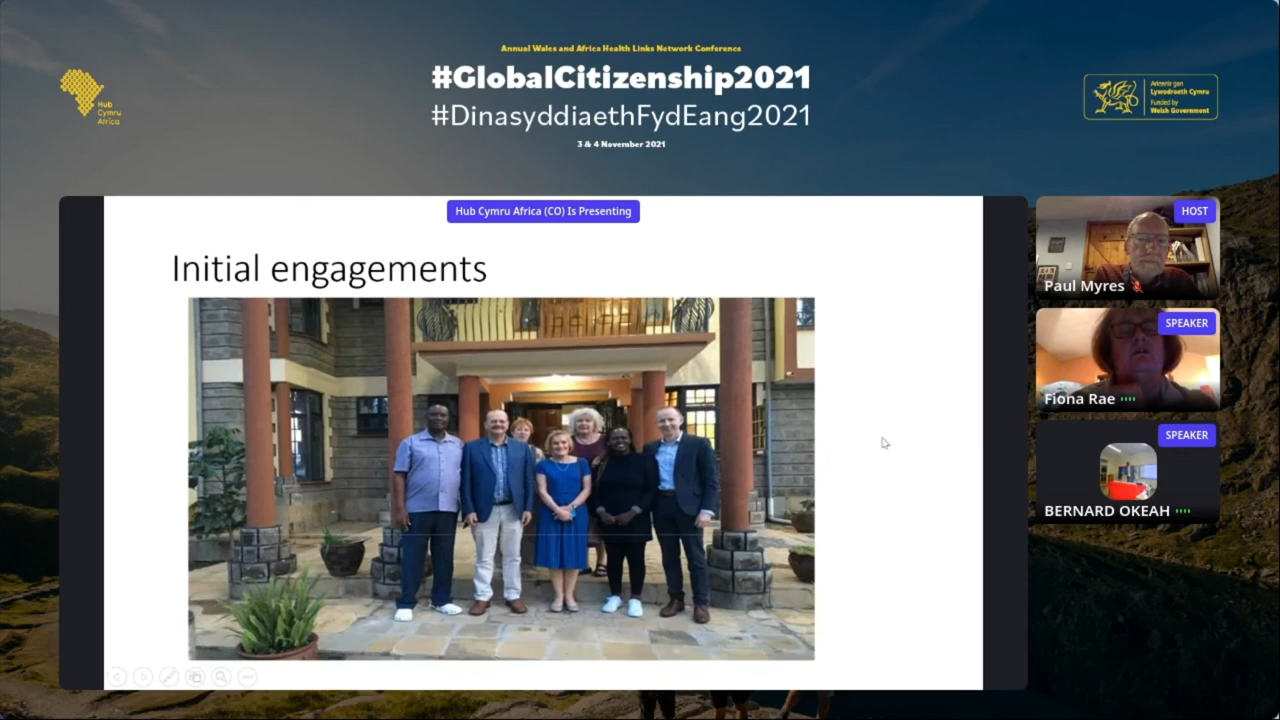 Annual Wales and Africa Health Links Network Conference
#GlobalCitizenship2021
#DinasyddiaethFydEang2021
3 & 4 November 2021
Hub
Cymru
Africa
Ariennir gan
Lywodraeth Cymru
Funded by
Welsh Government
Hub Cymru Africa (CO) Is Presenting
Initial engagements
HOST
Paul Myres
SPEAKER
Fiona Rae
SPEAKER
BERNARD OKEAH